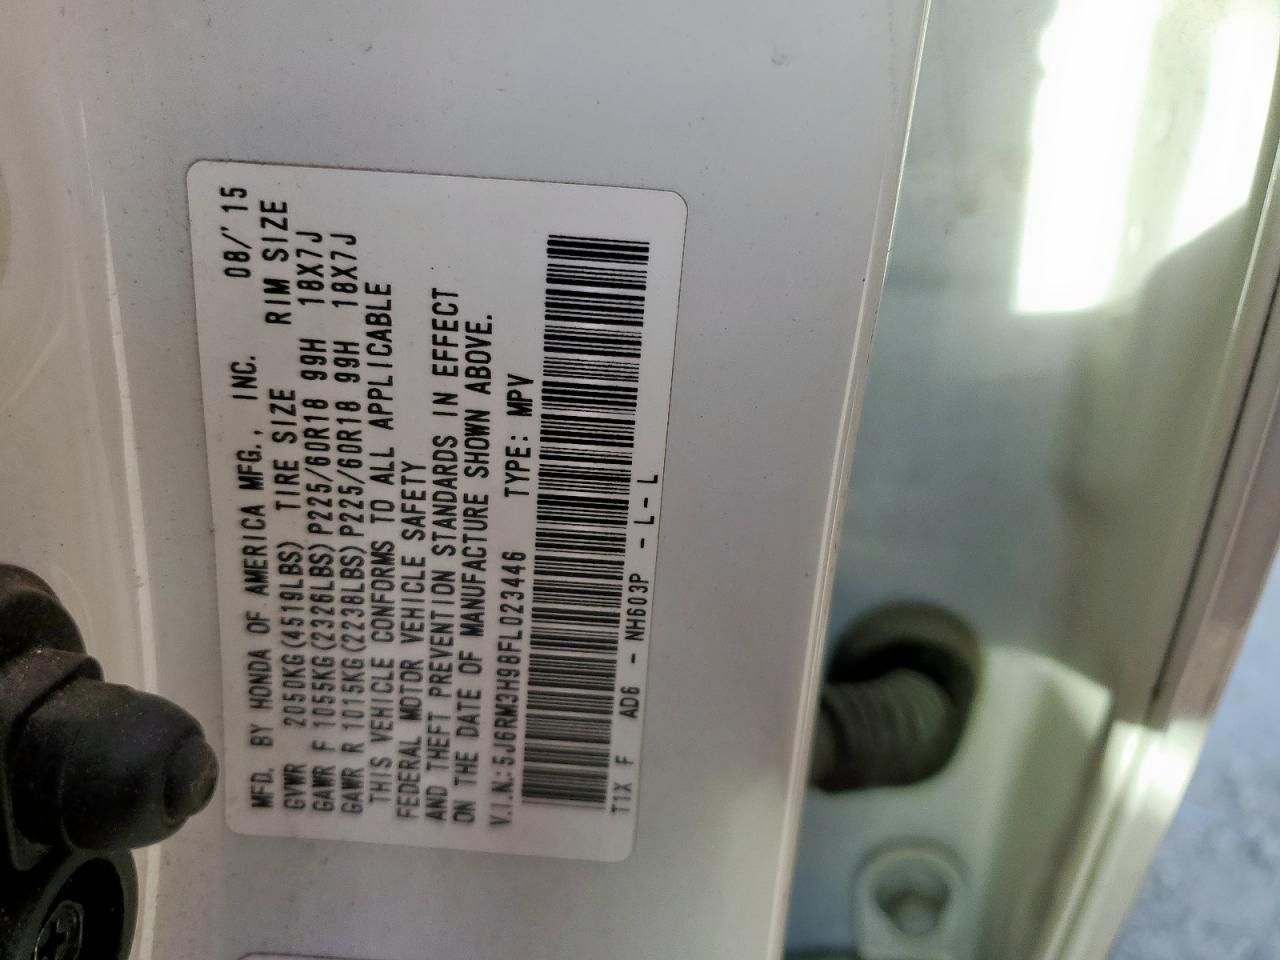 MFD. BY HONDA OF AMERICA MFG., INC. 08/'15
GVWR 2050KG(4519LBS) TIRE SIZE RIM SIZE
GAWR F 1055KG(2326LBS) P225/60R18 99H 18X7J
GAWR R 1015KG(2238LBS) P225/60R18 99H 18X7J
THIS VEHICLE CONFORMS TO ALL APPLICABLE
FEDERAL MOTOR VEHICLE SAFETY
AND THEFT PREVENTION STANDARDS IN EFFECT
ON THE DATE OF MANUFACTURE SHOWN ABOVE.
V.I.N.:5J6RM3H98FL023446 TYPE: MPV
T1X F AD6 - NH603P - L - L